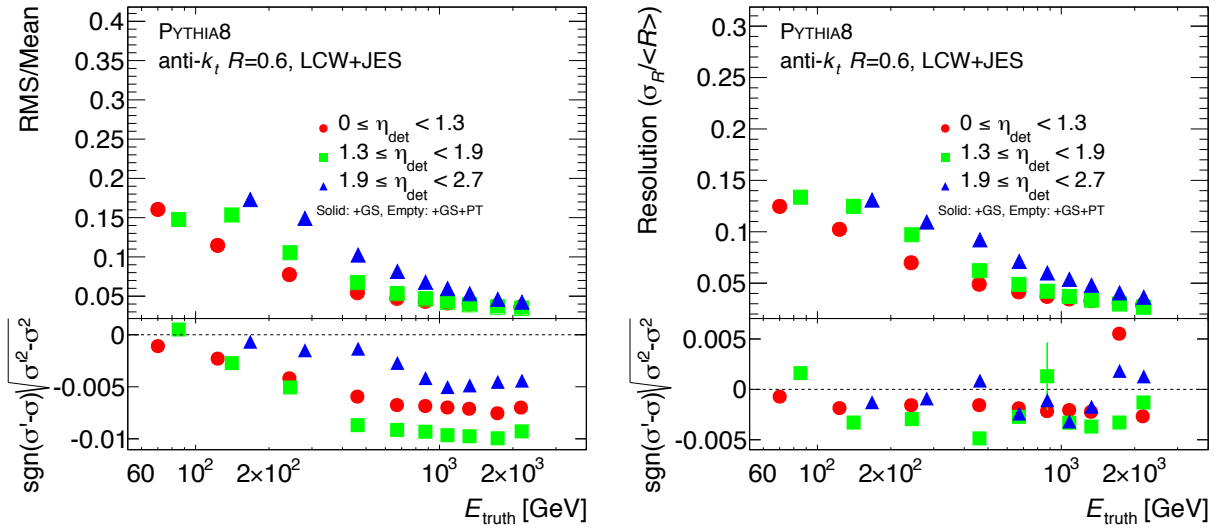 RMS/Mean
0.4
0.35
0.3
0.25
0.2
0.15
0.1
0.05
PYTHIA8
anti-kt R=0.6, LCW+JES
0 ≤ ηdet < 1.3
1.3 ≤ ηdet < 1.9
1.9 ≤ ηdet < 2.7
Solid: +GS, Empty: +GS+PT
sgn(σ'-σ)√σ'²-σ²
0
-0.005
-0.01
60 10² 2×10² 10³ 2×10³
Etruth [GeV]
Resolution (σR/<R>)
0.3
0.25
0.2
0.15
0.1
0.05
PYTHIA8
anti-kt R=0.6, LCW+JES
0 ≤ ηdet < 1.3
1.3 ≤ ηdet < 1.9
1.9 ≤ ηdet < 2.7
Solid: +GS, Empty: +GS+PT
sgn(σ'-σ)√σ'²-σ²
0.005
0
-0.005
60 10² 2×10² 10³ 2×10³
Etruth [GeV]